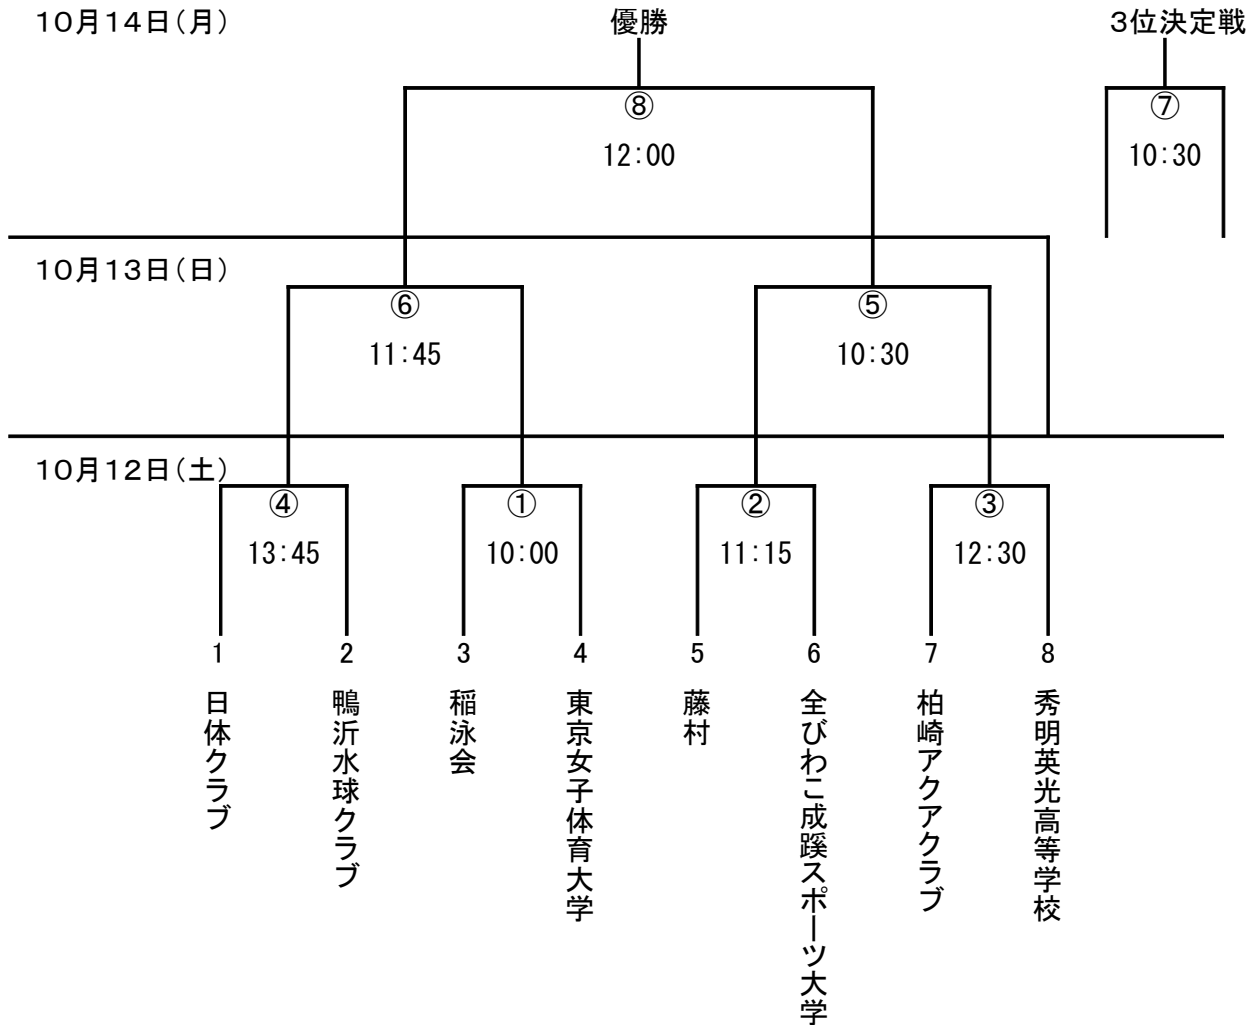 10月14日(月)
優勝
3位決定戦
⑧
⑦
12:00
10:30
10月13日(日)
⑥
⑤
11:45
10:30
10月12日(土)
④
①
②
③
13:45
10:00
11:15
12:30
1
2
3
4
5
6
7
8
日体クラブ
鴨沂水球クラブ
稲泳会
東京女子体育大学
藤村
全びわこ成蹊スポーツ大学
柏崎アクアクラブ
秀明英光高等学校